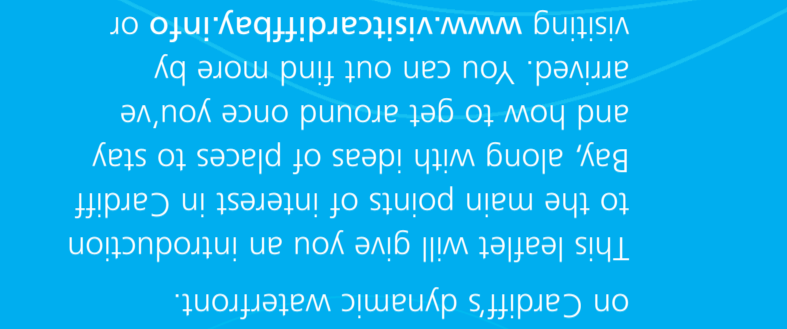 on Cardiff's dynamic waterfront.
This leaflet will give you an introduction
to the main points of interest in Cardiff
Bay, along with ideas of places to stay
and how to get around once you've
arrived. You can out find more by
visiting www.visitcardiffbay.info or